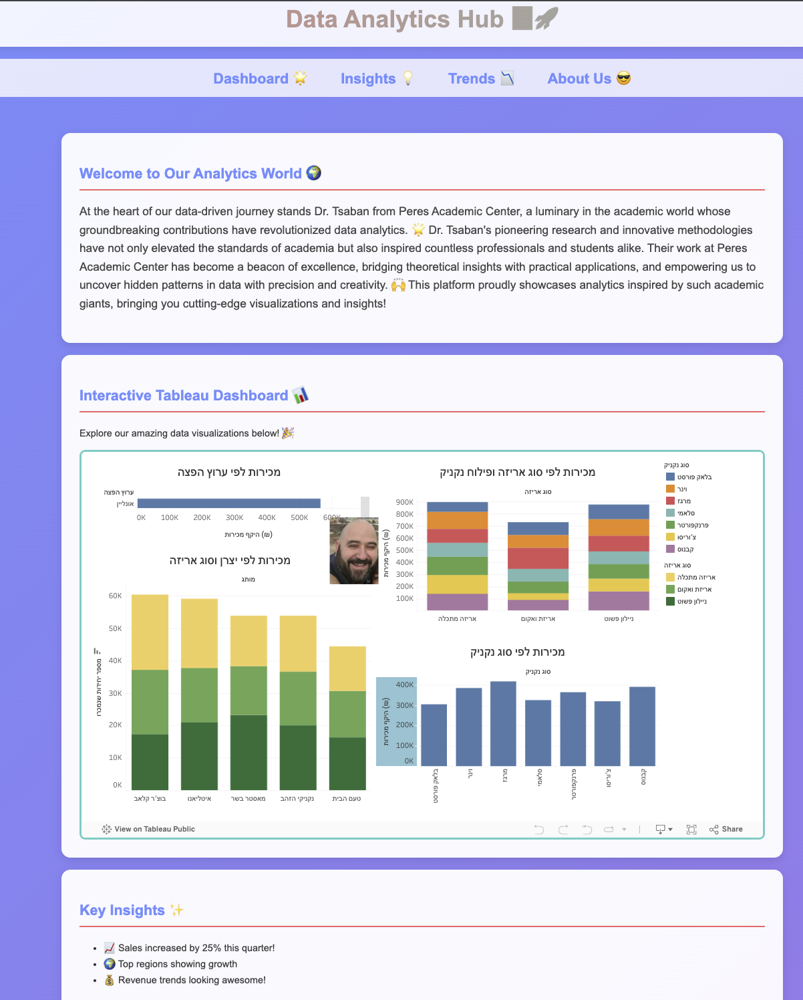 Data Analytics Hub
Dashboard 🌟
Insights 💡
Trends 📉
About Us 😎
Welcome to Our Analytics World 🌍
At the heart of our data-driven journey stands Dr. Tsaban from Peres Academic Center, a luminary in the academic world whose
groundbreaking contributions have revolutionized data analytics. 🌟 Dr. Tsaban's pioneering research and innovative methodologies
have not only elevated the standards of academia but also inspired countless professionals and students alike. Their work at Peres
Academic Center has become a beacon of excellence, bridging theoretical insights with practical applications, and empowering us to
uncover hidden patterns in data with precision and creativity. 🙌 This platform proudly showcases analytics inspired by such academic
giants, bringing you cutting-edge visualizations and insights!
Interactive Tableau Dashboard 📊
Explore our amazing data visualizations below! 🎉
מכירות לפי ערוץ הפצה
ערוץ הפצה
אונליין
0K 100K 200K 300K 400K 500K 600K
היקף מכירות (₪)
מכירות לפי יצרן וסוג אריזה
מותג
60K
50K
40K
30K
20K
10K
0K
מספר יחידות שנמכרו
בוצ'ר קלאב
איטליאנו
מאסטר בשר
נקניקי הזהב
טעם הבית
מכירות לפי סוג אריזה ופילוח נקניק
סוג אריזה
900K
800K
700K
600K
500K
400K
300K
200K
100K
היקף מכירות (₪)
אריזה מתכלה
אריזת ואקום
ניילון פשוט
סוג נקניק
בלאק פורסט
וינר
מרגז
סלאמי
פרנקפורטר
צ'וריסו
קבנוס
סוג אריזה
אריזה מתכלה
אריזת ואקום
ניילון פשוט
מכירות לפי סוג נקניק
סוג נקניק
400K
300K
200K
100K
0K
היקף מכירות (₪)
בלאק פורסט
וינר
מרגז
סלאמי
פרנקפורטר
צ'וריסו
קבנוס
View on Tableau Public
Share
Key Insights ✨
• 📈 Sales increased by 25% this quarter!
• 🌍 Top regions showing growth
• 💰 Revenue trends looking awesome!